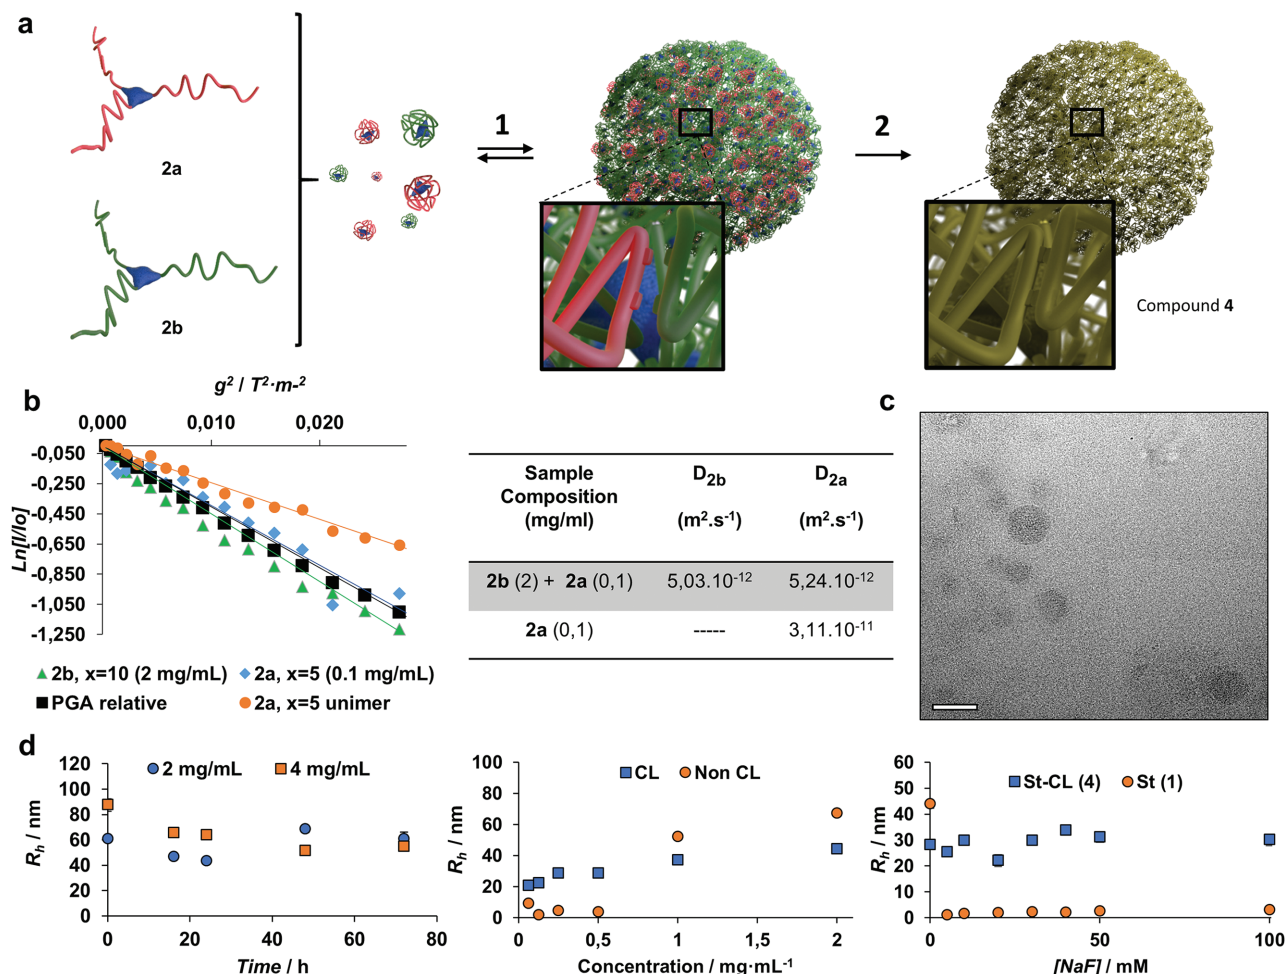 a
2a
2b
1
2
Compound 4
b
g² / T²·m-²
0,000
0,010
0,020
-0,050
-0,250
-0,450
-0,650
-0,850
-1,050
-1,250
Ln[I/Io]
2b, x=10 (2 mg/mL)
2a, x=5 (0.1 mg/mL)
PGA relative
2a, x=5 unimer
Sample Composition (mg/ml)
D2b (m².s-¹)
D2a (m².s-¹)
2b (2) + 2a (0,1)
5,03.10-¹²
5,24.10-¹²
2a (0,1)
-----
3,11.10-¹¹
c
d
120
100
80
60
40
20
0
Rh / nm
2 mg/mL
4 mg/mL
0
20
40
60
80
Time / h
100
80
60
40
20
0
Rh / nm
CL
Non CL
0
0,5
1
1,5
2
Concentration / mg·mL-¹
60
50
40
30
20
10
0
Rh / nm
St-CL (4)
St (1)
0
50
100
[NaF] / mM